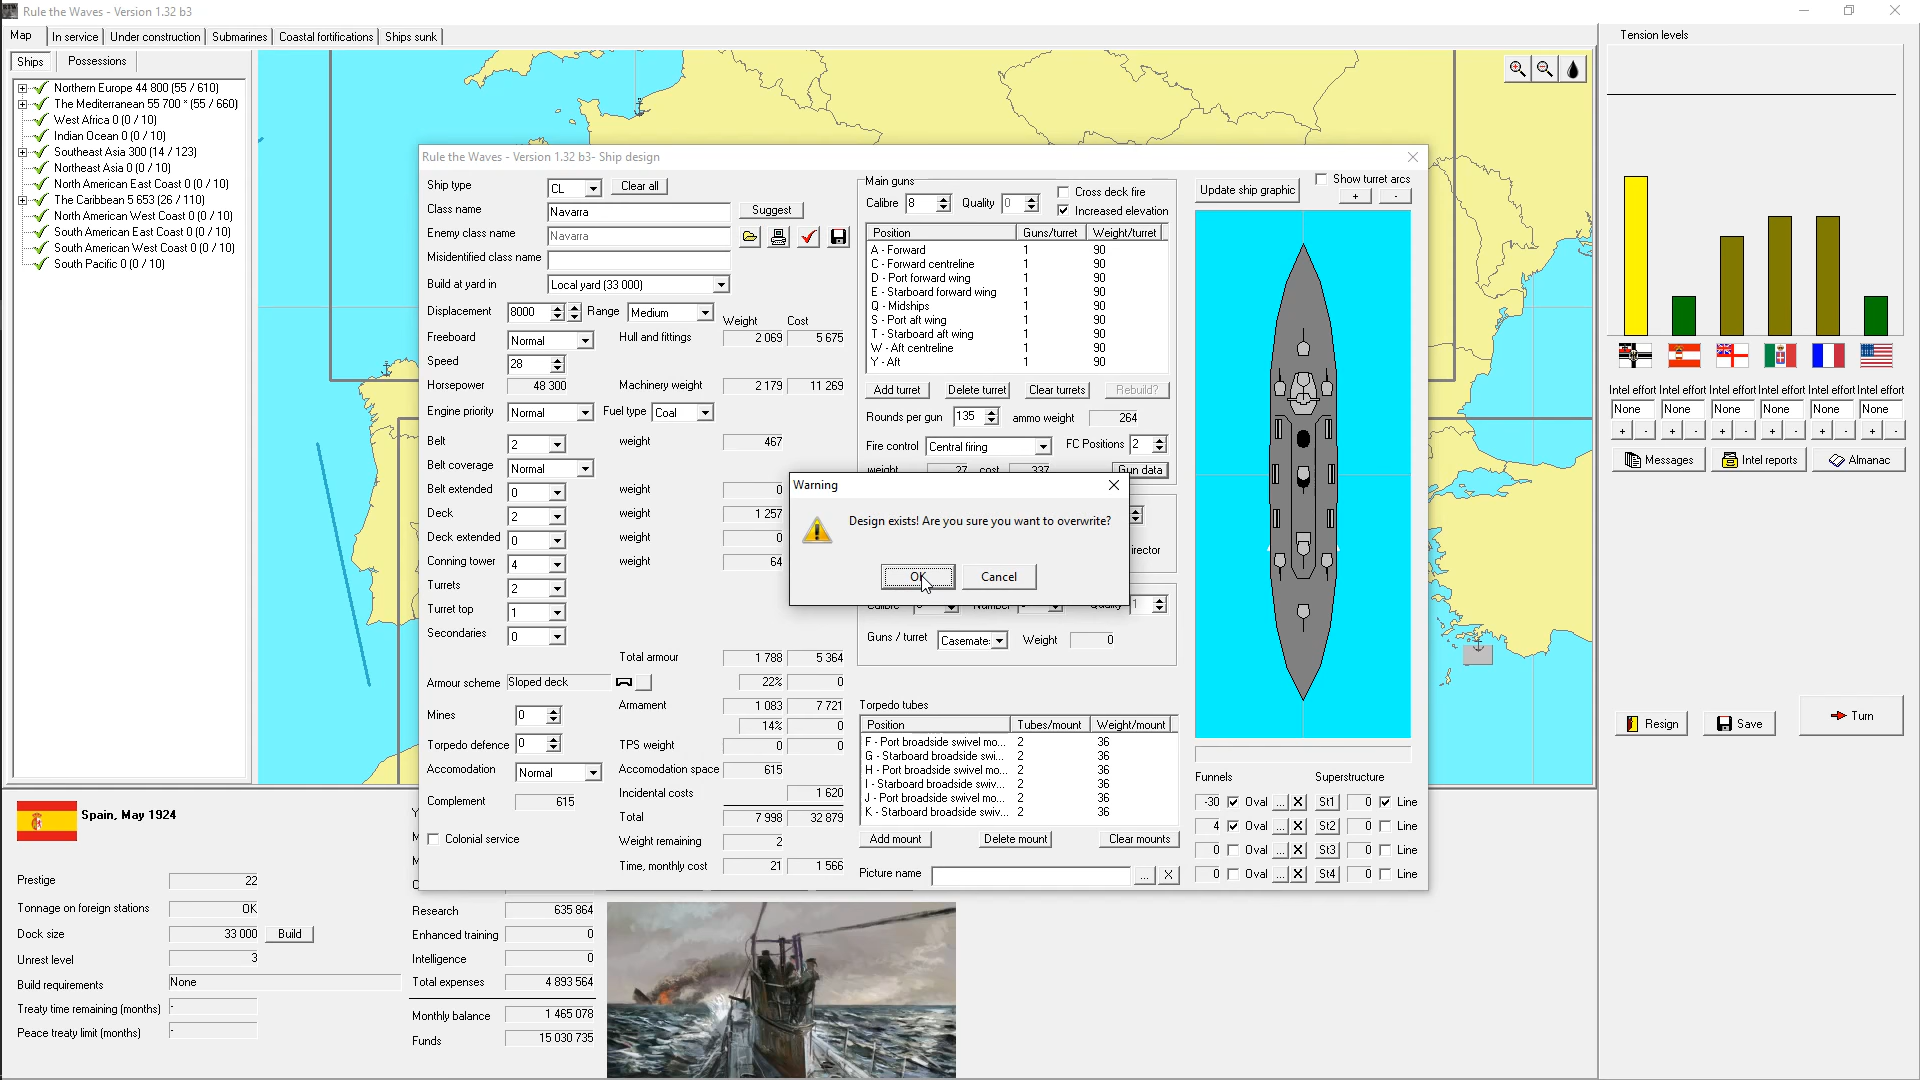 Rule the Waves - Version 1.32 b3
Map
In service
Under construction
Submarines
Coastal fortifications
Ships sunk
Ships
Possessions
Northern Europe 44 800 (55 / 610)
The Mediterranean 55 700 * (55 / 660)
West Africa 0 (0 / 10)
Indian Ocean 0 (0 / 10)
Southeast Asia 300 (14 / 123)
Northeast Asia 0 (0 / 10)
North American East Coast 0 (0 / 10)
The Caribbean 5 653 (26 / 110)
North American West Coast 0 (0 / 10)
South American East Coast 0 (0 / 10)
South American West Coast 0 (0 / 10)
South Pacific 0 (0 / 10)
Rule the Waves - Version 1.32 b3- Ship design
Ship type
CL
Clear all
Class name
Navarra
Suggest
Enemy class name
Navarra
Misidentified class name
Build at yard in
Local yard (33 000)
Displacement
8000
Range
Medium
Weight
Cost
Freeboard
Normal
Hull and fittings
2 069
5 675
Speed
28
Horsepower
48 300
Machinery weight
2 179
11 269
Engine priority
Normal
Fuel type
Coal
Belt
2
weight
467
Belt coverage
Normal
Belt extended
0
weight
0
Deck
2
weight
1 257
Deck extended
0
weight
0
Conning tower
4
weight
64
Turrets
2
Turret top
1
Secondaries
0
Total armour
1 788
5 364
Armour scheme
Sloped deck
22%
0
Mines
0
Armament
1 083
7 721
14%
0
Torpedo defence
0
TPS weight
0
0
Accomodation
Normal
Accomodation space
615
Complement
615
Incidental costs
1 620
Total
7 998
32 879
Colonial service
Weight remaining
2
Time, monthly cost
21
1 566
Main guns
Calibre
8
Quality
0
Cross deck fire
Increased elevation
Position
Guns/turret
Weight/turret
A - Forward 1 90
C - Forward centreline 1 90
D - Port forward wing 1 90
E - Starboard forward wing 1 90
Q - Midships 1 90
S - Port aft wing 1 90
T - Starboard aft wing 1 90
W - Aft centreline 1 90
Y - Aft 1 90
Add turret
Delete turret
Clear turrets
Rebuild?
Rounds per gun
135
ammo weight
264
Fire control
Central firing
FC Positions
2
weight
27
cost
337
Gun data
Warning
Design exists! Are you sure you want to overwrite?
OK
Cancel
irector
Calibre
Number
Quality
1
Guns / turret
Casemate:
Weight
0
Torpedo tubes
Position
Tubes/mount
Weight/mount
F - Port broadside swivel mo... 2 36
G - Starboard broadside swi... 2 36
H - Port broadside swivel mo... 2 36
I - Starboard broadside swiv... 2 36
J - Port broadside swivel mo... 2 36
K - Starboard broadside swiv... 2 36
Add mount
Delete mount
Clear mounts
Picture name
...
X
Update ship graphic
Show turret arcs
+
-
Funnels
Superstructure
-30 Oval ... X St1 0 Line
4 Oval ... X St2 0 Line
0 Oval ... X St3 0 Line
0 Oval ... X St4 0 Line
Tension levels
Intel effort Intel effort Intel effort Intel effort Intel effort Intel effort
None None None None None None
+ - + - + - + - + - + -
Messages
Intel reports
Almanac
Resign
Save
Turn
Spain, May 1924
Prestige
22
Tonnage on foreign stations
OK
Dock size
33 000
Build
Unrest level
3
Build requirements
None
Treaty time remaining (months)
-
Peace treaty limit (months)
-
Research
635 864
Enhanced training
0
Intelligence
0
Total expenses
4 893 564
Monthly balance
1 465 078
Funds
15 030 735